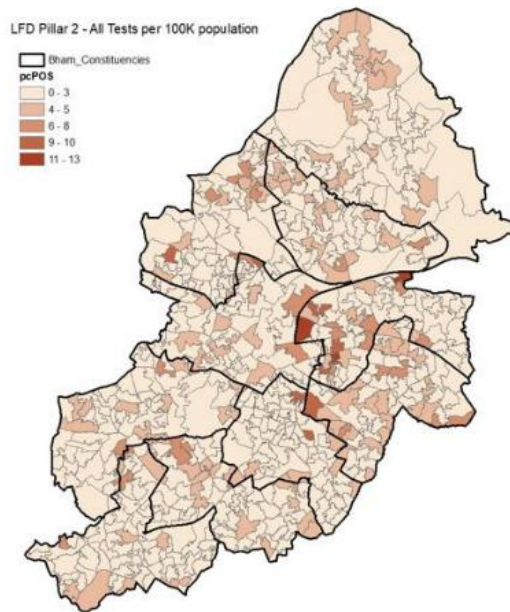 LFD Pillar 2 - All Tests per 100K population
Bham_Constituencies
pcPOS
0 - 3
4 - 5
6 - 8
9 - 10
11 - 13